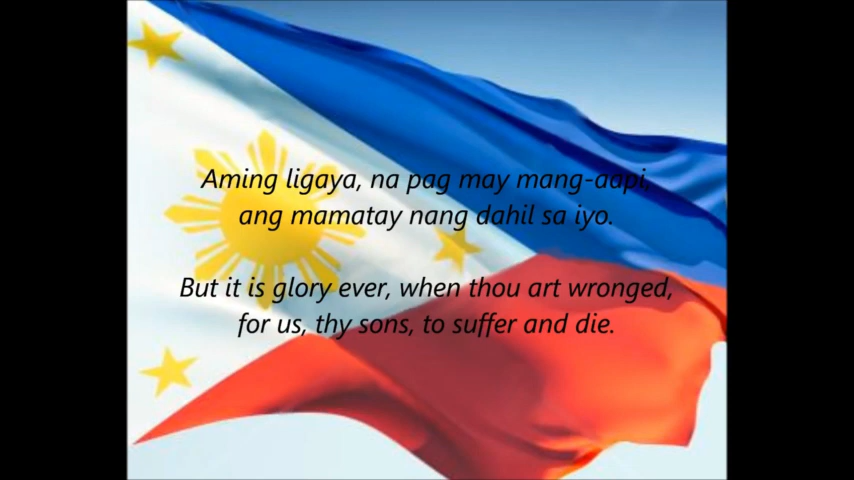 Aming ligaya, na pag may mang-aapi,
ang mamatay nang dahil sa iyo.
But it is glory ever, when thou art wronged,
for us, thy sons, to suffer and die.